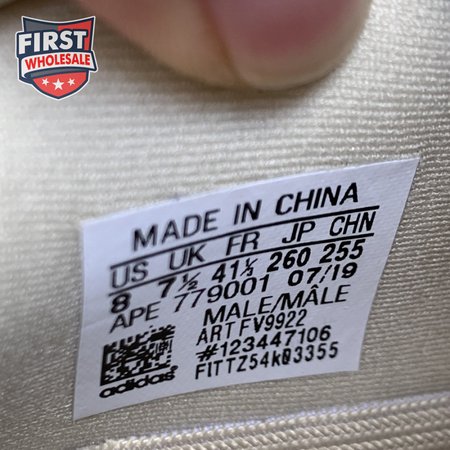 FIRST
WHOLESALE
MADE IN CHINA
US UK FR JP CHN
8 7½ 41⅓ 260 255
APE 779001 07/19
MALE/MÂLE
ART FV9922
#123447106
FITTZ54k03355
adidas